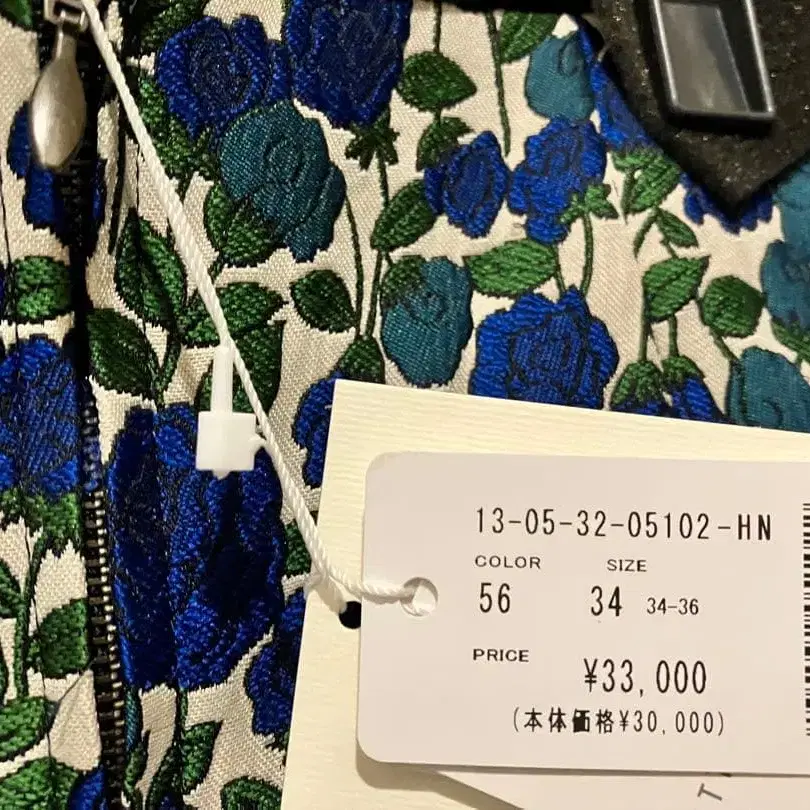 13-05-32-05102-HN
COLOR SIZE
56 34 34-36
PRICE
¥33,000
(本体価格¥30,000)
T